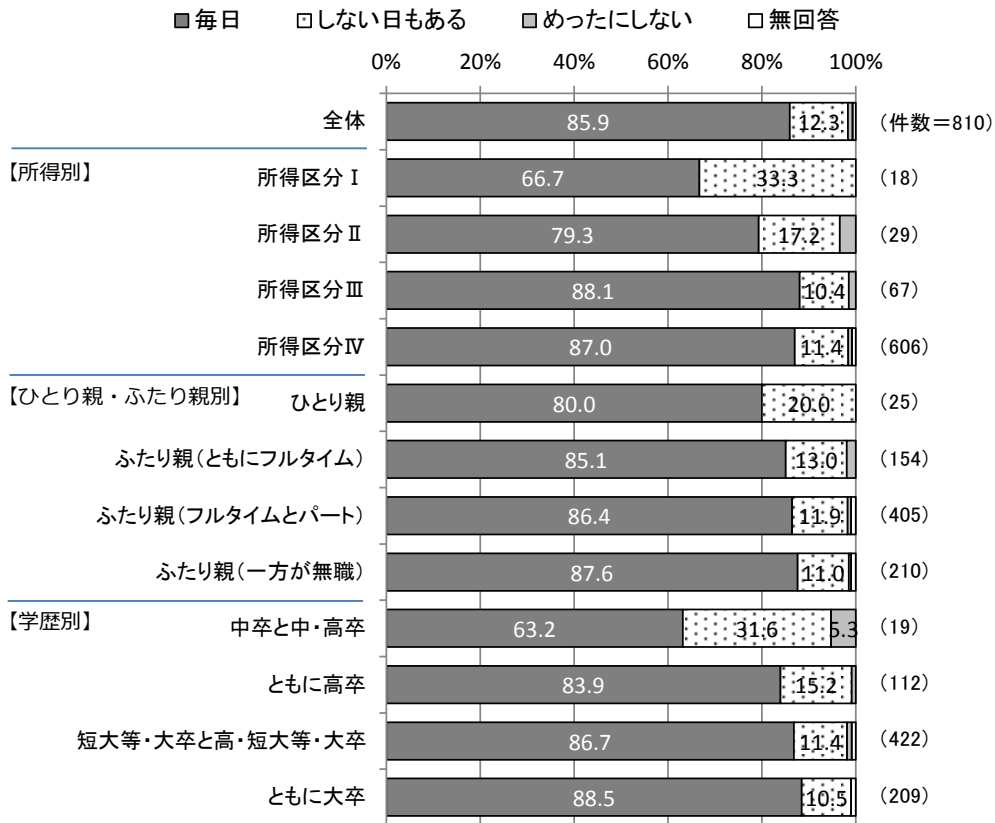 毎日 しない日もある めったにしない 無回答
0% 20% 40% 60% 80% 100%
全体 85.9 12.3 (件数=810)
【所得別】 所得区分Ⅰ 66.7 33.3 (18)
所得区分Ⅱ 79.3 17.2 (29)
所得区分Ⅲ 88.1 10.4 (67)
所得区分Ⅳ 87.0 11.4 (606)
【ひとり親・ふたり親別】 ひとり親 80.0 20.0 (25)
ふたり親(ともにフルタイム) 85.1 13.0 (154)
ふたり親(フルタイムとパート) 86.4 11.9 (405)
ふたり親(一方が無職) 87.6 11.0 (210)
【学歴別】 中卒と中・高卒 63.2 31.6 5.3 (19)
ともに高卒 83.9 15.2 (112)
短大等・大卒と高・短大等・大卒 86.7 11.4 (422)
ともに大卒 88.5 10.5 (209)